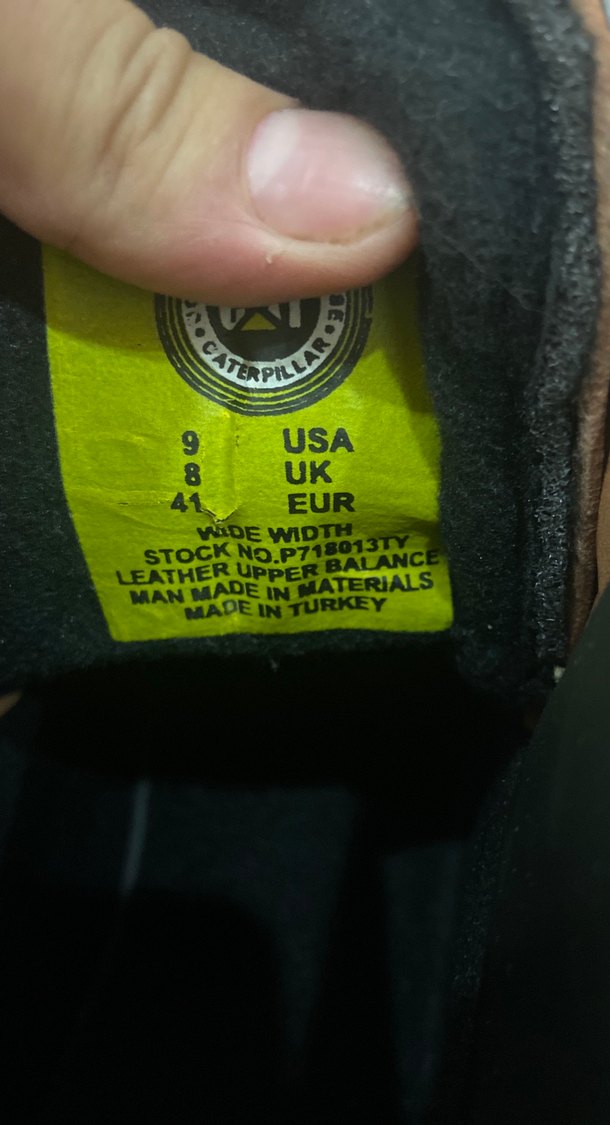 CAT
CATERPILLAR
9 USA
8 UK
41 EUR
WIDE WIDTH
STOCK NO.P718013TY
LEATHER UPPER BALANCE
MAN MADE IN MATERIALS
MADE IN TURKEY